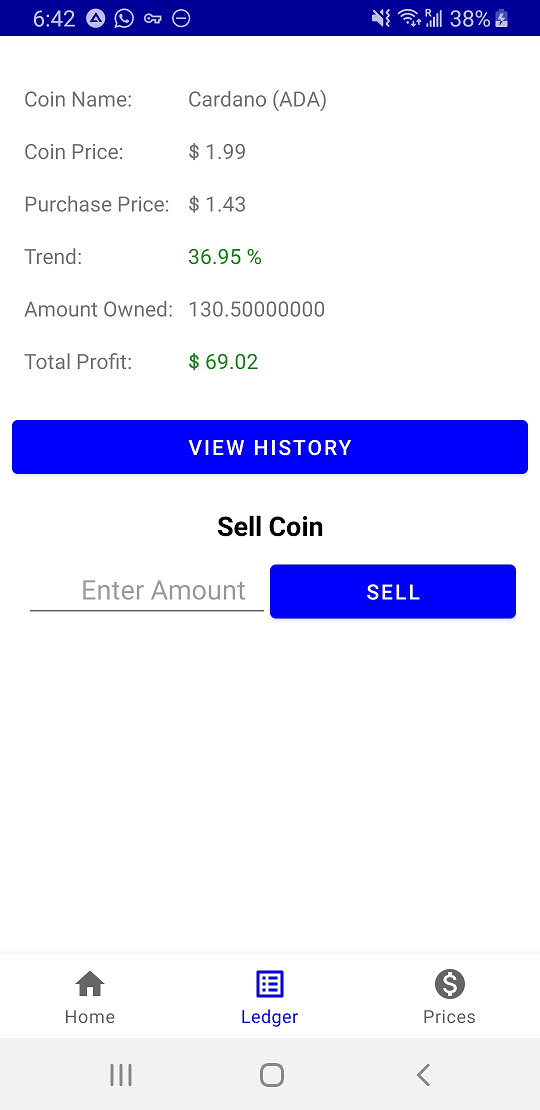 6:42 38%
Coin Name: Cardano (ADA)
Coin Price: $ 1.99
Purchase Price: $ 1.43
Trend: 36.95 %
Amount Owned: 130.50000000
Total Profit: $ 69.02
VIEW HISTORY
Sell Coin
Enter Amount SELL
Home Ledger Prices